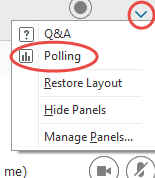 Q&A
Polling
Restore Layout
Hide Panels
Manage Panels...
me)